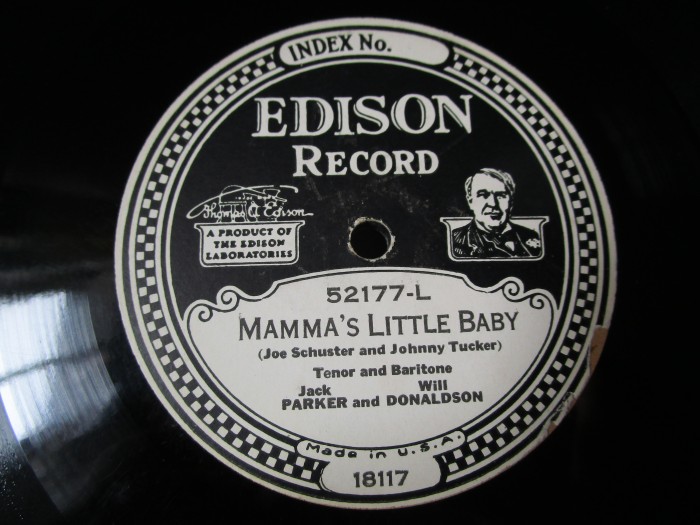 INDEX No.
EDISON
RECORD
Thomas A Edison
A PRODUCT OF
THE EDISON
LABORATORIES
52177-L
MAMMA'S LITTLE BABY
(Joe Schuster and Johnny Tucker)
Tenor and Baritone
Jack Will
PARKER and DONALDSON
Made in U.S.A.
18117